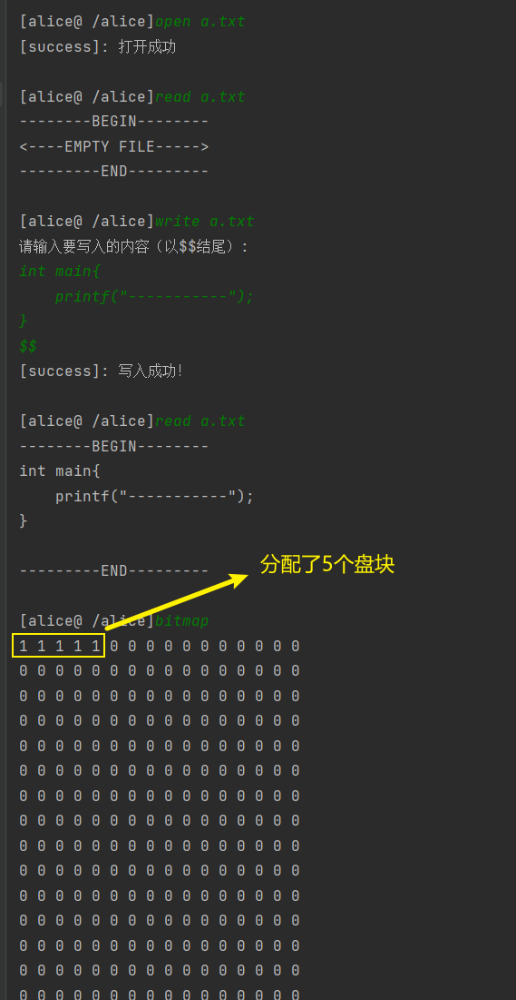 [alice@ /alice]open a.txt
[success]: 打开成功
[alice@ /alice]read a.txt
--------BEGIN--------
<----EMPTY FILE----->
---------END---------
[alice@ /alice]write a.txt
请输入要写入的内容（以$$结尾）:
int main{
    printf("-----------");
}
$$
[success]: 写入成功!
[alice@ /alice]read a.txt
--------BEGIN--------
int main{
    printf("-----------");
}
---------END---------
分配了5个盘块
[alice@ /alice]bitmap
1 1 1 1 1 0 0 0 0 0 0 0 0 0 0 0
0 0 0 0 0 0 0 0 0 0 0 0 0 0 0 0
0 0 0 0 0 0 0 0 0 0 0 0 0 0 0 0
0 0 0 0 0 0 0 0 0 0 0 0 0 0 0 0
0 0 0 0 0 0 0 0 0 0 0 0 0 0 0 0
0 0 0 0 0 0 0 0 0 0 0 0 0 0 0 0
0 0 0 0 0 0 0 0 0 0 0 0 0 0 0 0
0 0 0 0 0 0 0 0 0 0 0 0 0 0 0 0
0 0 0 0 0 0 0 0 0 0 0 0 0 0 0 0
0 0 0 0 0 0 0 0 0 0 0 0 0 0 0 0
0 0 0 0 0 0 0 0 0 0 0 0 0 0 0 0
0 0 0 0 0 0 0 0 0 0 0 0 0 0 0 0
0 0 0 0 0 0 0 0 0 0 0 0 0 0 0 0
0 0 0 0 0 0 0 0 0 0 0 0 0 0 0 0
0 0 0 0 0 0 0 0 0 0 0 0 0 0 0 0